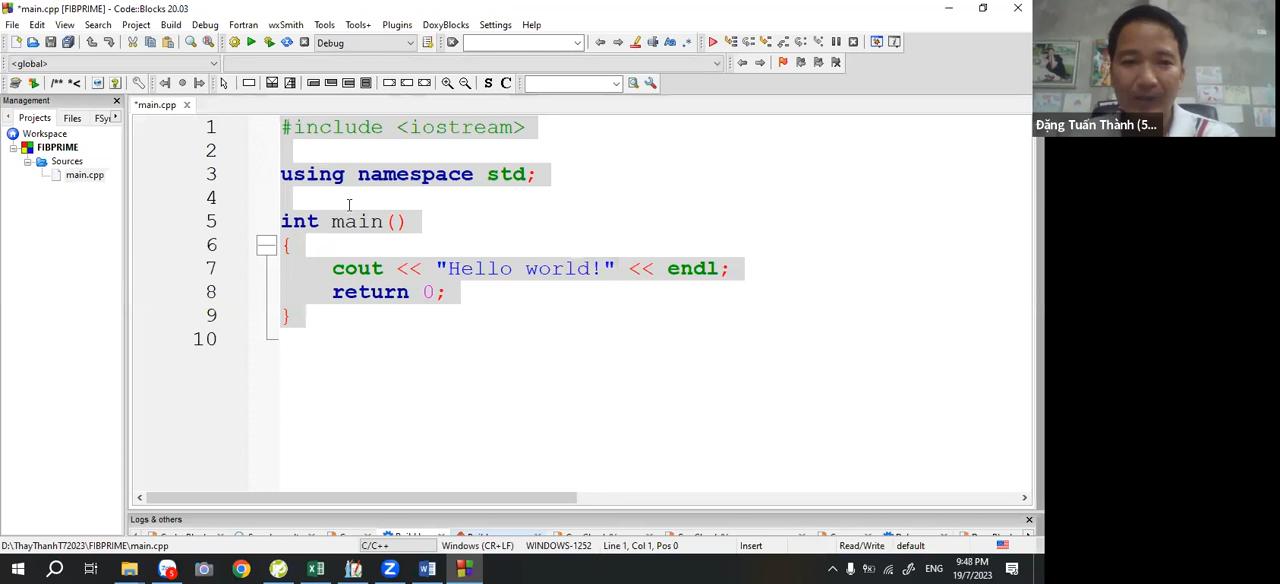 *main.cpp [FIBPRIME] - Code::Blocks 20.03
File Edit View Search Project Build Debug Fortran wxSmith Tools Tools+ Plugins DoxyBlocks Settings Help
Debug
<global>
/** *<
S C
Management
Projects Files FSy
Workspace
FIBPRIME
Sources
main.cpp
*main.cpp
1 #include <iostream>
2
3 using namespace std;
4
5 int main()
6 {
7 cout << "Hello world!" << endl;
8 return 0;
9 }
10
Logs & others
D:\ThayThanhT72023\FIBPRIME\main.cpp C/C++ Windows (CR+LF) WINDOWS-1252 Line 1, Col 1, Pos 0 Insert Read/Write default
ENG
9:48 PM
19/7/2023
Đặng Tuấn Thành (5...